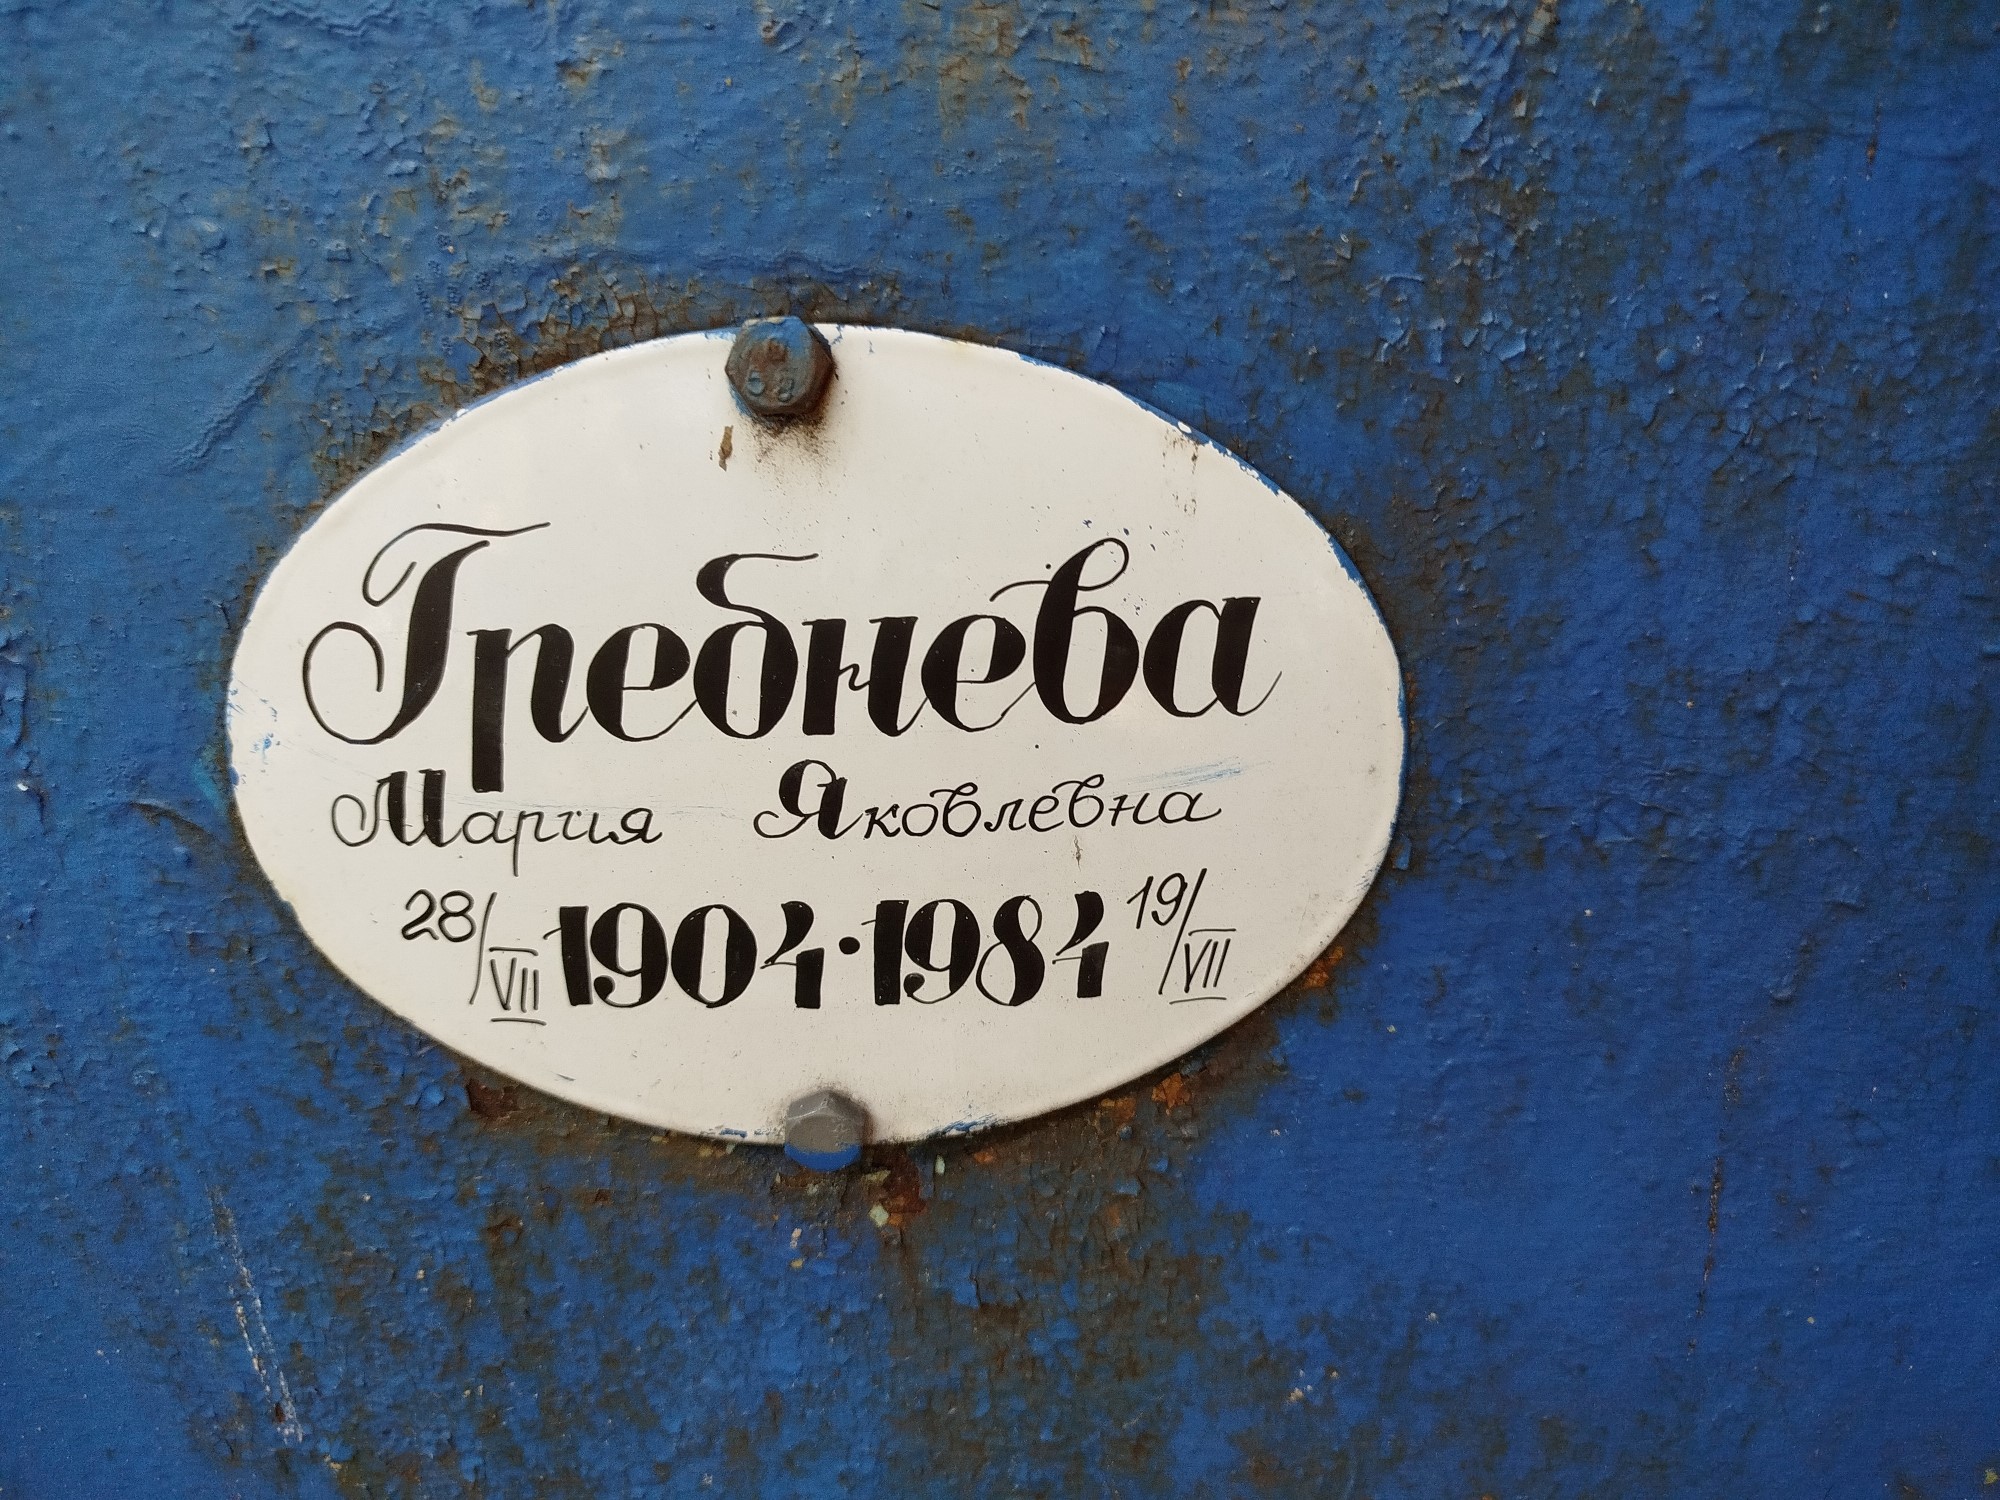 Гребнева
Мария Яковлевна
28/VII 1904·1984 19/VII